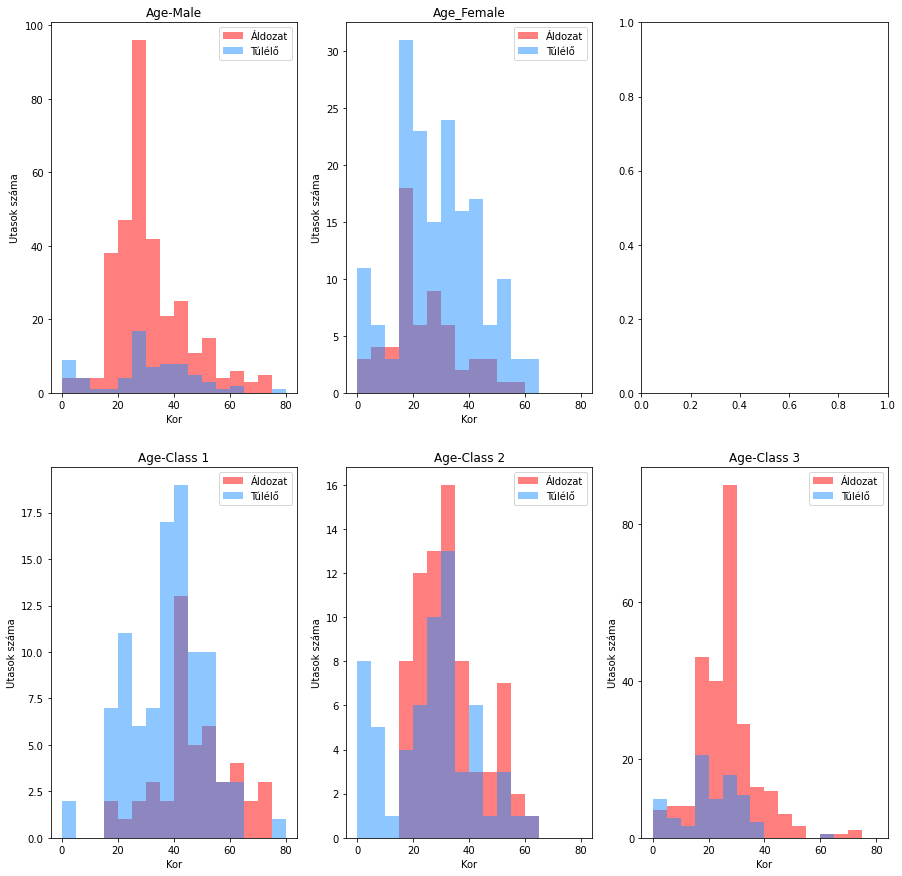 Age-Male
Áldozat
Túlélő
100
80
60
40
20
0
Utasok száma
0 20 40 60 80
Kor
Age_Female
Áldozat
Túlélő
30
25
20
15
10
5
0
Utasok száma
0 20 40 60 80
Kor
1.0
0.8
0.6
0.4
0.2
0.0
0.0 0.2 0.4 0.6 0.8 1.0
Age-Class 1
Áldozat
Túlélő
17.5
15.0
12.5
10.0
7.5
5.0
2.5
0.0
Utasok száma
0 20 40 60 80
Kor
Age-Class 2
Áldozat
Túlélő
16
14
12
10
8
6
4
2
0
Utasok száma
0 20 40 60 80
Kor
Age-Class 3
Áldozat
Túlélő
80
60
40
20
0
Utasok száma
0 20 40 60 80
Kor